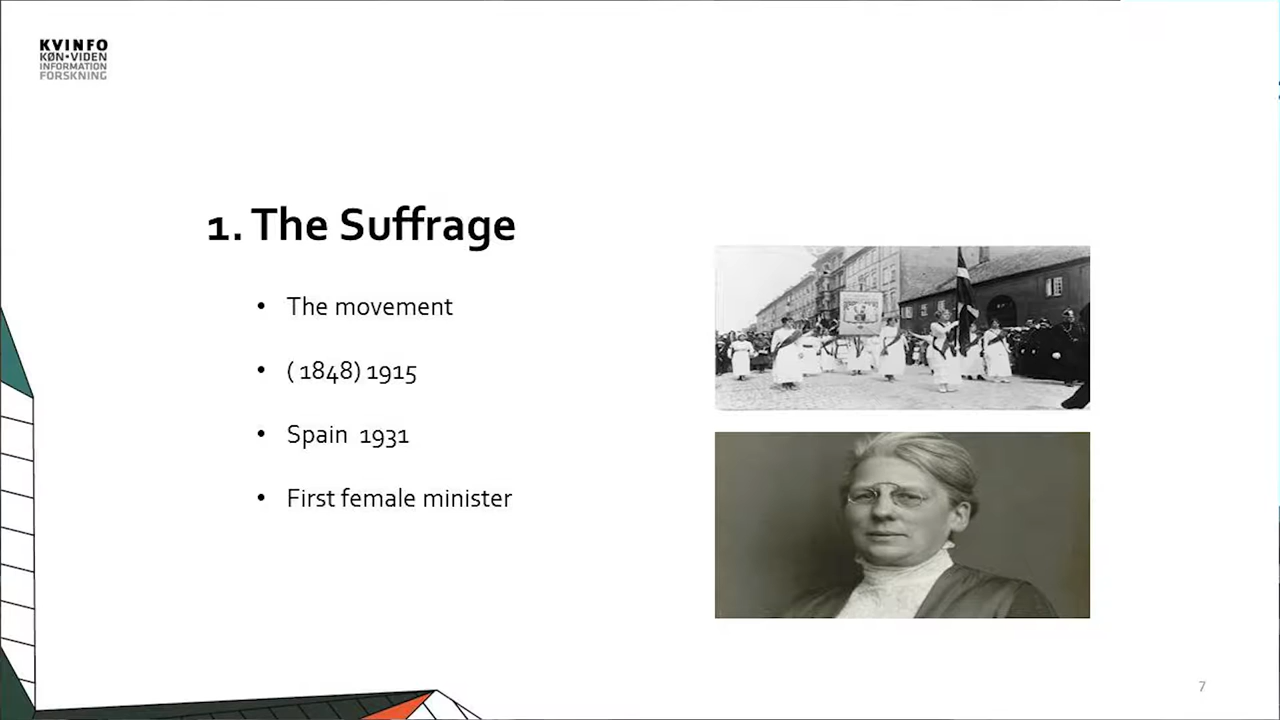 KVINFO
KØN•VIDEN
INFORMATION
FORSKNING
1. The Suffrage
• The movement
• ( 1848) 1915
• Spain 1931
• First female minister
7